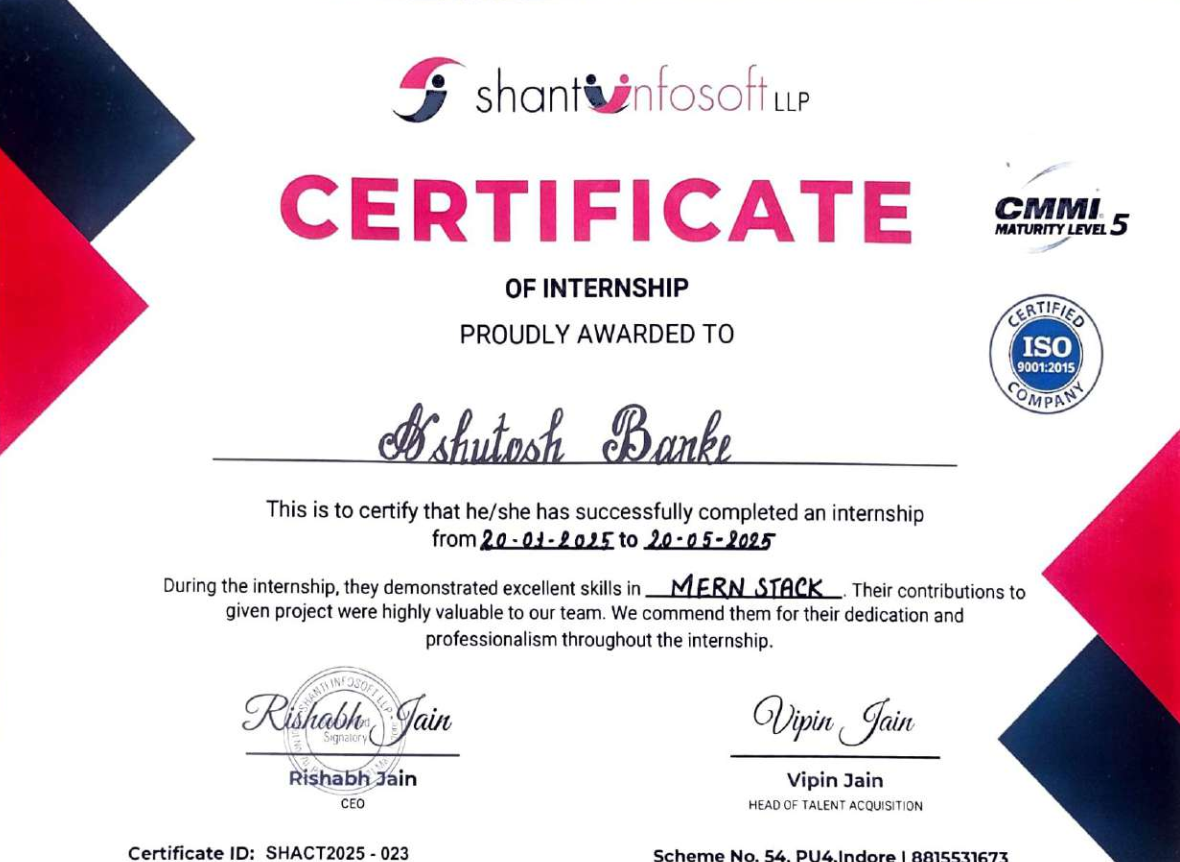 shantiinfosoft LLP
CERTIFICATE
CMMI®
MATURITY LEVEL 5
OF INTERNSHIP
PROUDLY AWARDED TO
CERTIFIED
ISO
9001:2015
COMPANY
Ashutosh Banke
This is to certify that he/she has successfully completed an internship
from 20-01-2025 to 20-05-2025
During the internship, they demonstrated excellent skills in MERN STACK. Their contributions to
given project were highly valuable to our team. We commend them for their dedication and
professionalism throughout the internship.
SHANTI INFOSOFT LLP
Signatory
Rishabh Jain
Vipin Jain
Rishabh Jain
Vipin Jain
CEO
HEAD OF TALENT ACQUISITION
Certificate ID: SHACT2025 - 023
Scheme No. 54, PU4,Indore | 8815531673